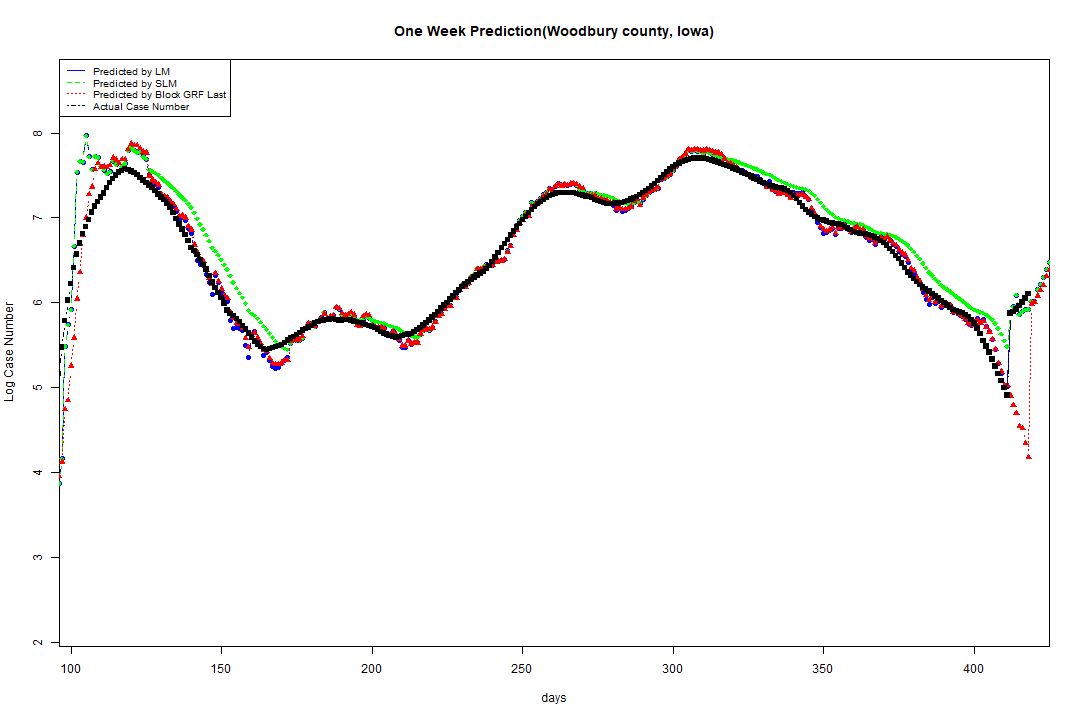 One Week Prediction(Woodbury county, Iowa)
Predicted by LM
Predicted by SLM
Predicted by Block GRF Last
Actual Case Number
Log Case Number
8
7
6
5
4
3
2
100 150 200 250 300 350 400
days